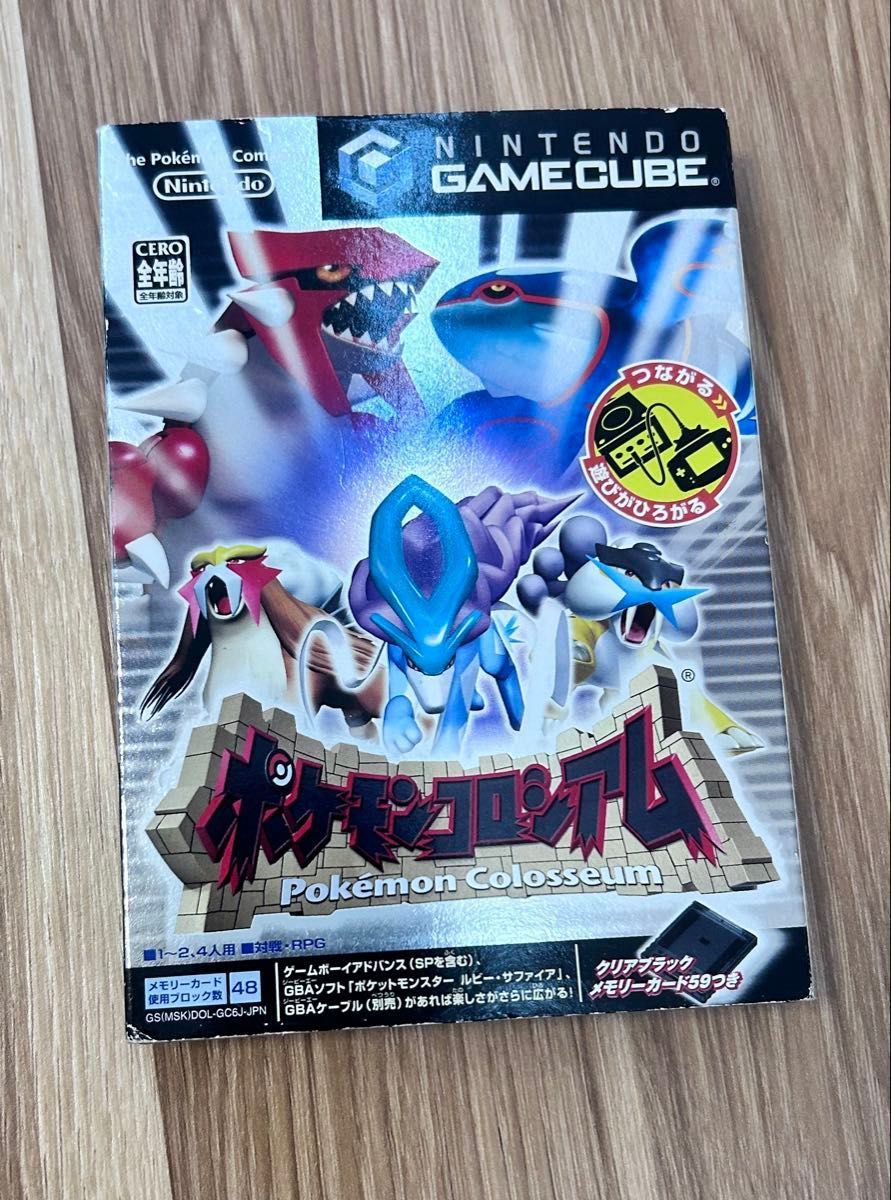 The Pokémon Company
Nintendo
NINTENDO
GAMECUBE®
CERO
全年齢
全年齢対象
つながる»
遊びがひろがる
®
ポケモンコロシアム
Pokémon Colosseum
■1～2、4人用 ■対戦・RPG
メモリーカード
使用ブロック数
48
GS(MSK)DOL-GC6J-JPN
ゲームボーイアドバンス(SPを含む)、
GBAソフト「ポケットモンスター ルビー・サファイア」、
GBAケーブル(別売)があれば楽しさがさらに広がる!
クリアブラック
メモリーカード59つき